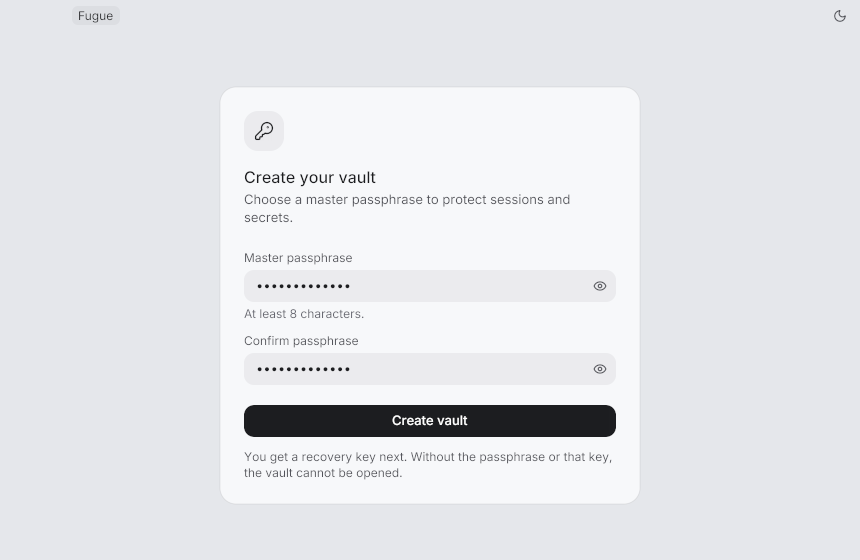 Fugue
Create your vault
Choose a master passphrase to protect sessions and
secrets.
Master passphrase
•••••••••••••
At least 8 characters.
Confirm passphrase
•••••••••••••
Create vault
You get a recovery key next. Without the passphrase or that key,
the vault cannot be opened.